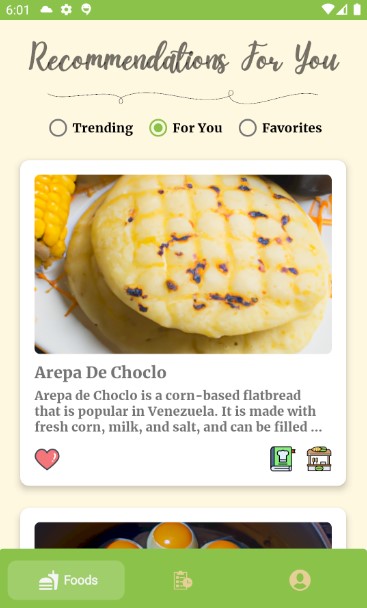 6:01
Recommendations For You
Trending
For You
Favorites
Arepa De Choclo
Arepa de Choclo is a corn-based flatbread
that is popular in Venezuela. It is made with
fresh corn, milk, and salt, and can be filled ...
Foods